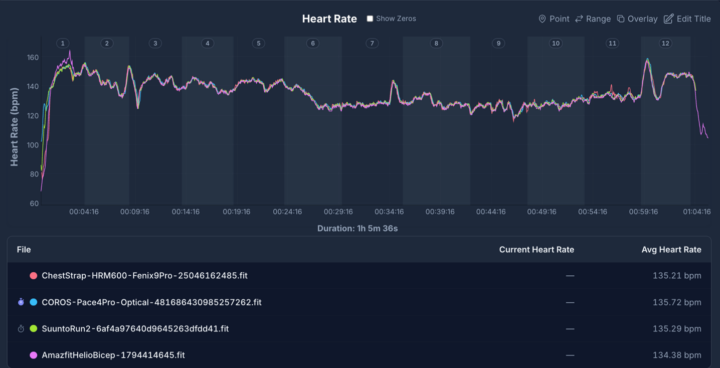 Heart Rate Show Zeros Point Range Overlay Edit Title
1 2 3 4 5 6 7 8 9 10 11 12
Heart Rate (bpm)
160
140
120
100
80
60
00:04:16 00:09:16 00:14:16 00:19:16 00:24:16 00:29:16 00:34:16 00:39:16 00:44:16 00:49:16 00:54:16 00:59:16 01:04:16
Duration: 1h 5m 36s
File Current Heart Rate Avg Heart Rate
ChestStrap-HRM600-Fenix9Pro-25046162485.fit — 135.21 bpm
COROS-Pace4Pro-Optical-481686430985257262.fit — 135.72 bpm
SuuntoRun2-6af4a97640d9645263dfdd41.fit — 135.29 bpm
AmazfitHelioBicep-1794414645.fit — 134.38 bpm